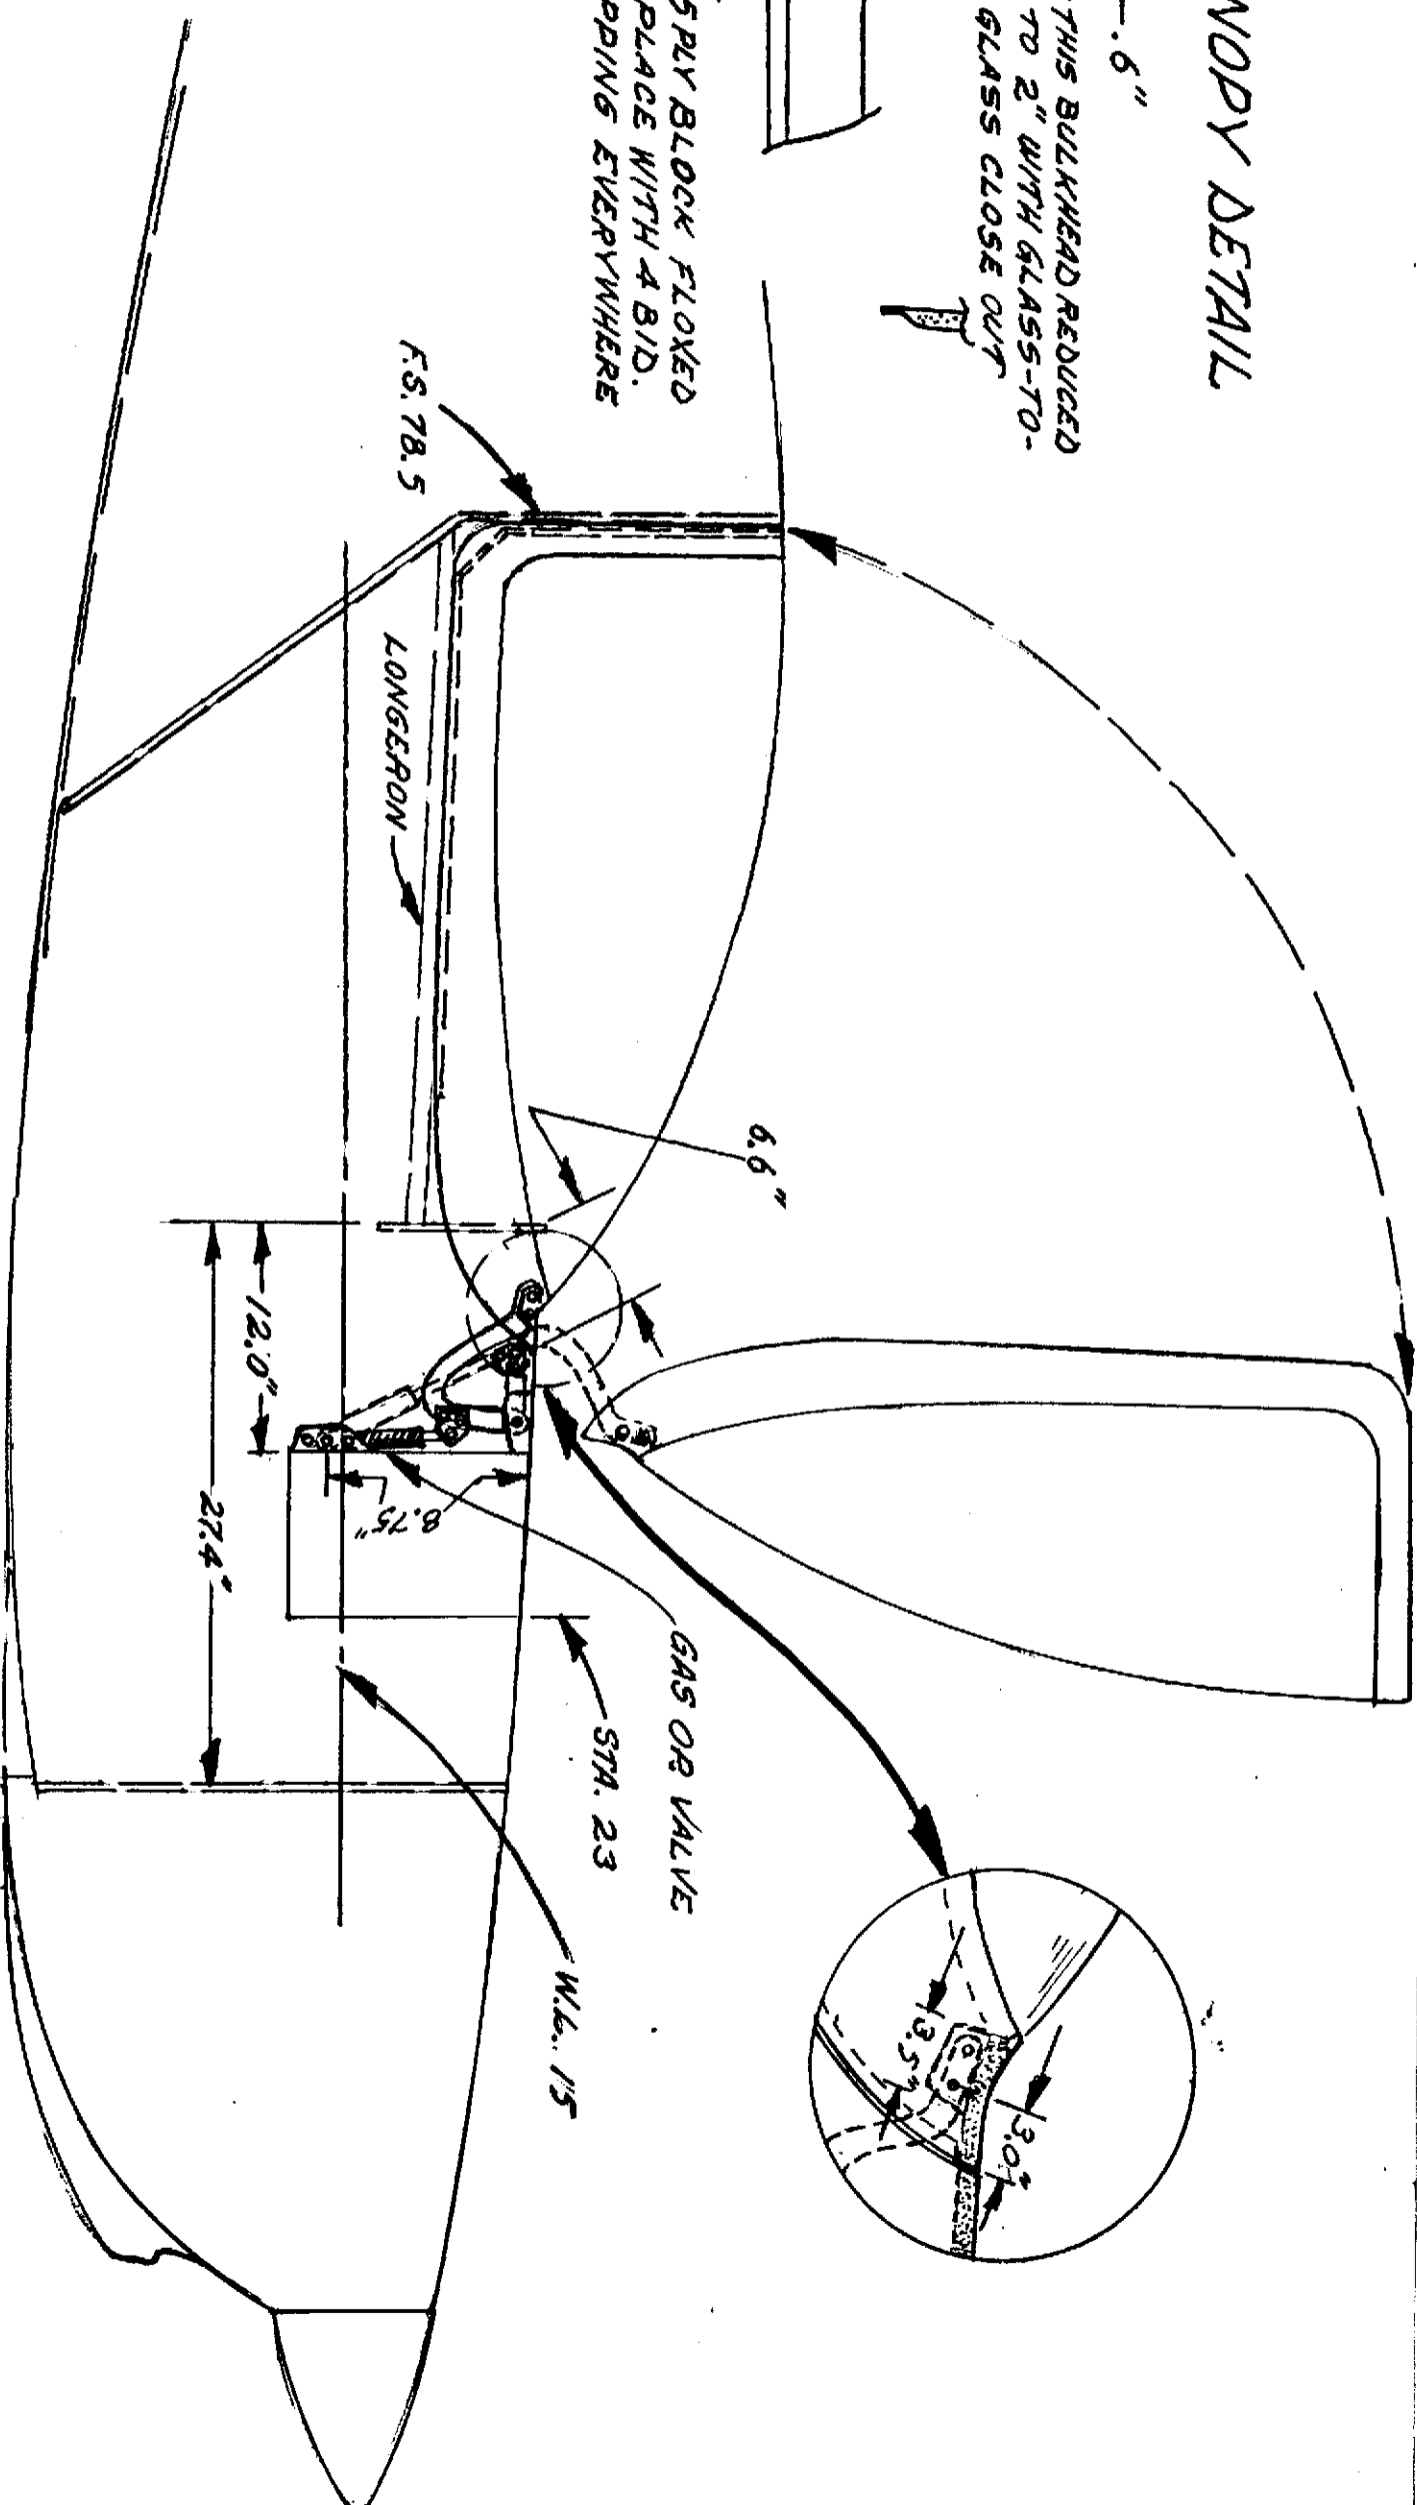 NOPY DETAIL
.6"
THIS BULKHEAD REDUCED
TO 2" WITH GLASS-TO-
GLASS CLOSE OUT
5 PLY BLOCK FLOXED
PLACE WITH 4 BID.
PPING EVERYWHERE
F.S. 78.5
LONGERON
6.6"
12.0"
27.4"
8.75"
GAS OR VALVE
STA. 23
W.L. 15
3.5"
3.0"